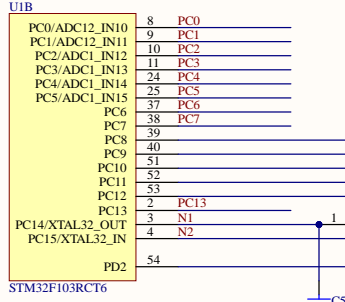 U1B
PC0/ADC12_IN10 8 PC0
PC1/ADC12_IN11 9 PC1
PC2/ADC1_IN12 10 PC2
PC3/ADC1_IN13 11 PC3
PC4/ADC1_IN14 24 PC4
PC5/ADC1_IN15 25 PC5
PC6 37 PC6
PC7 38 PC7
PC8 39
PC9 40
PC10 51
PC11 52
PC12 53
PC13 2 PC13
PC14/XTAL32_OUT 3 N1 1
PC15/XTAL32_IN 4 N2
PD2 54
STM32F103RCT6